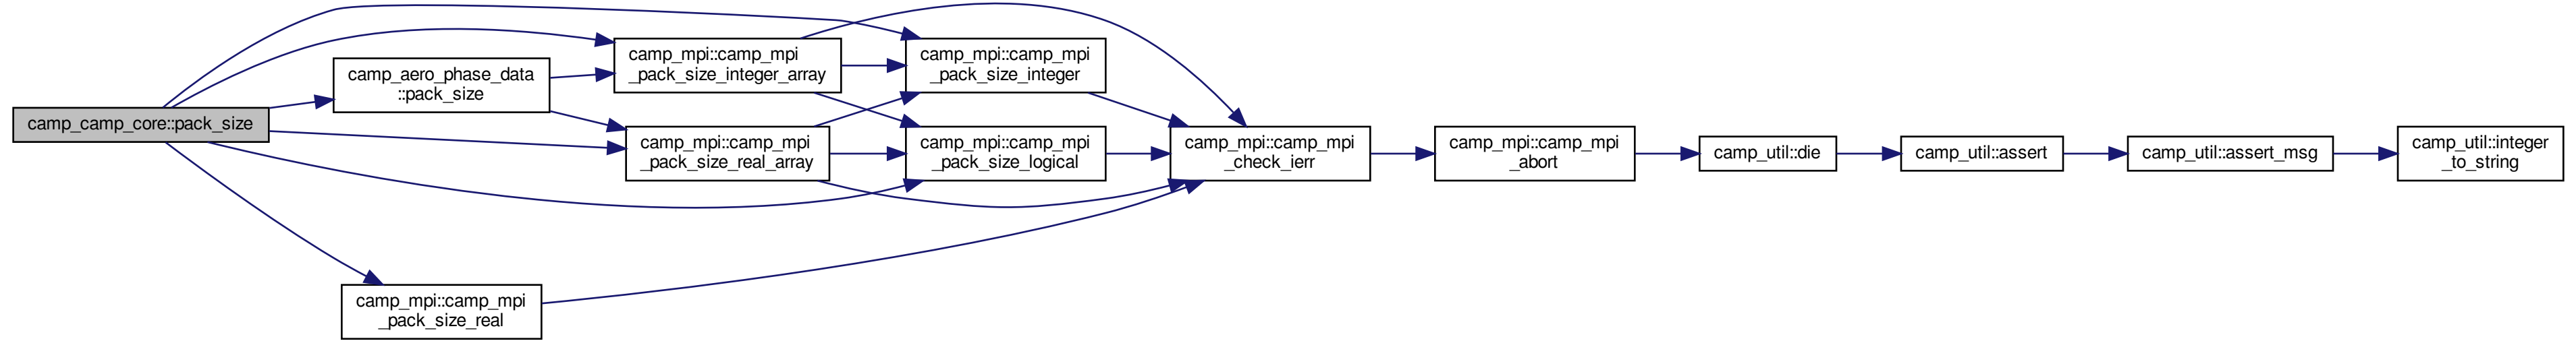 camp_camp_core::pack_size
camp_aero_phase_data
::pack_size
camp_mpi::camp_mpi
_pack_size_integer_array
camp_mpi::camp_mpi
_pack_size_real_array
camp_mpi::camp_mpi
_pack_size_real
camp_mpi::camp_mpi
_pack_size_integer
camp_mpi::camp_mpi
_pack_size_logical
camp_mpi::camp_mpi
_check_ierr
camp_mpi::camp_mpi
_abort
camp_util::die
camp_util::assert
camp_util::assert_msg
camp_util::integer
_to_string